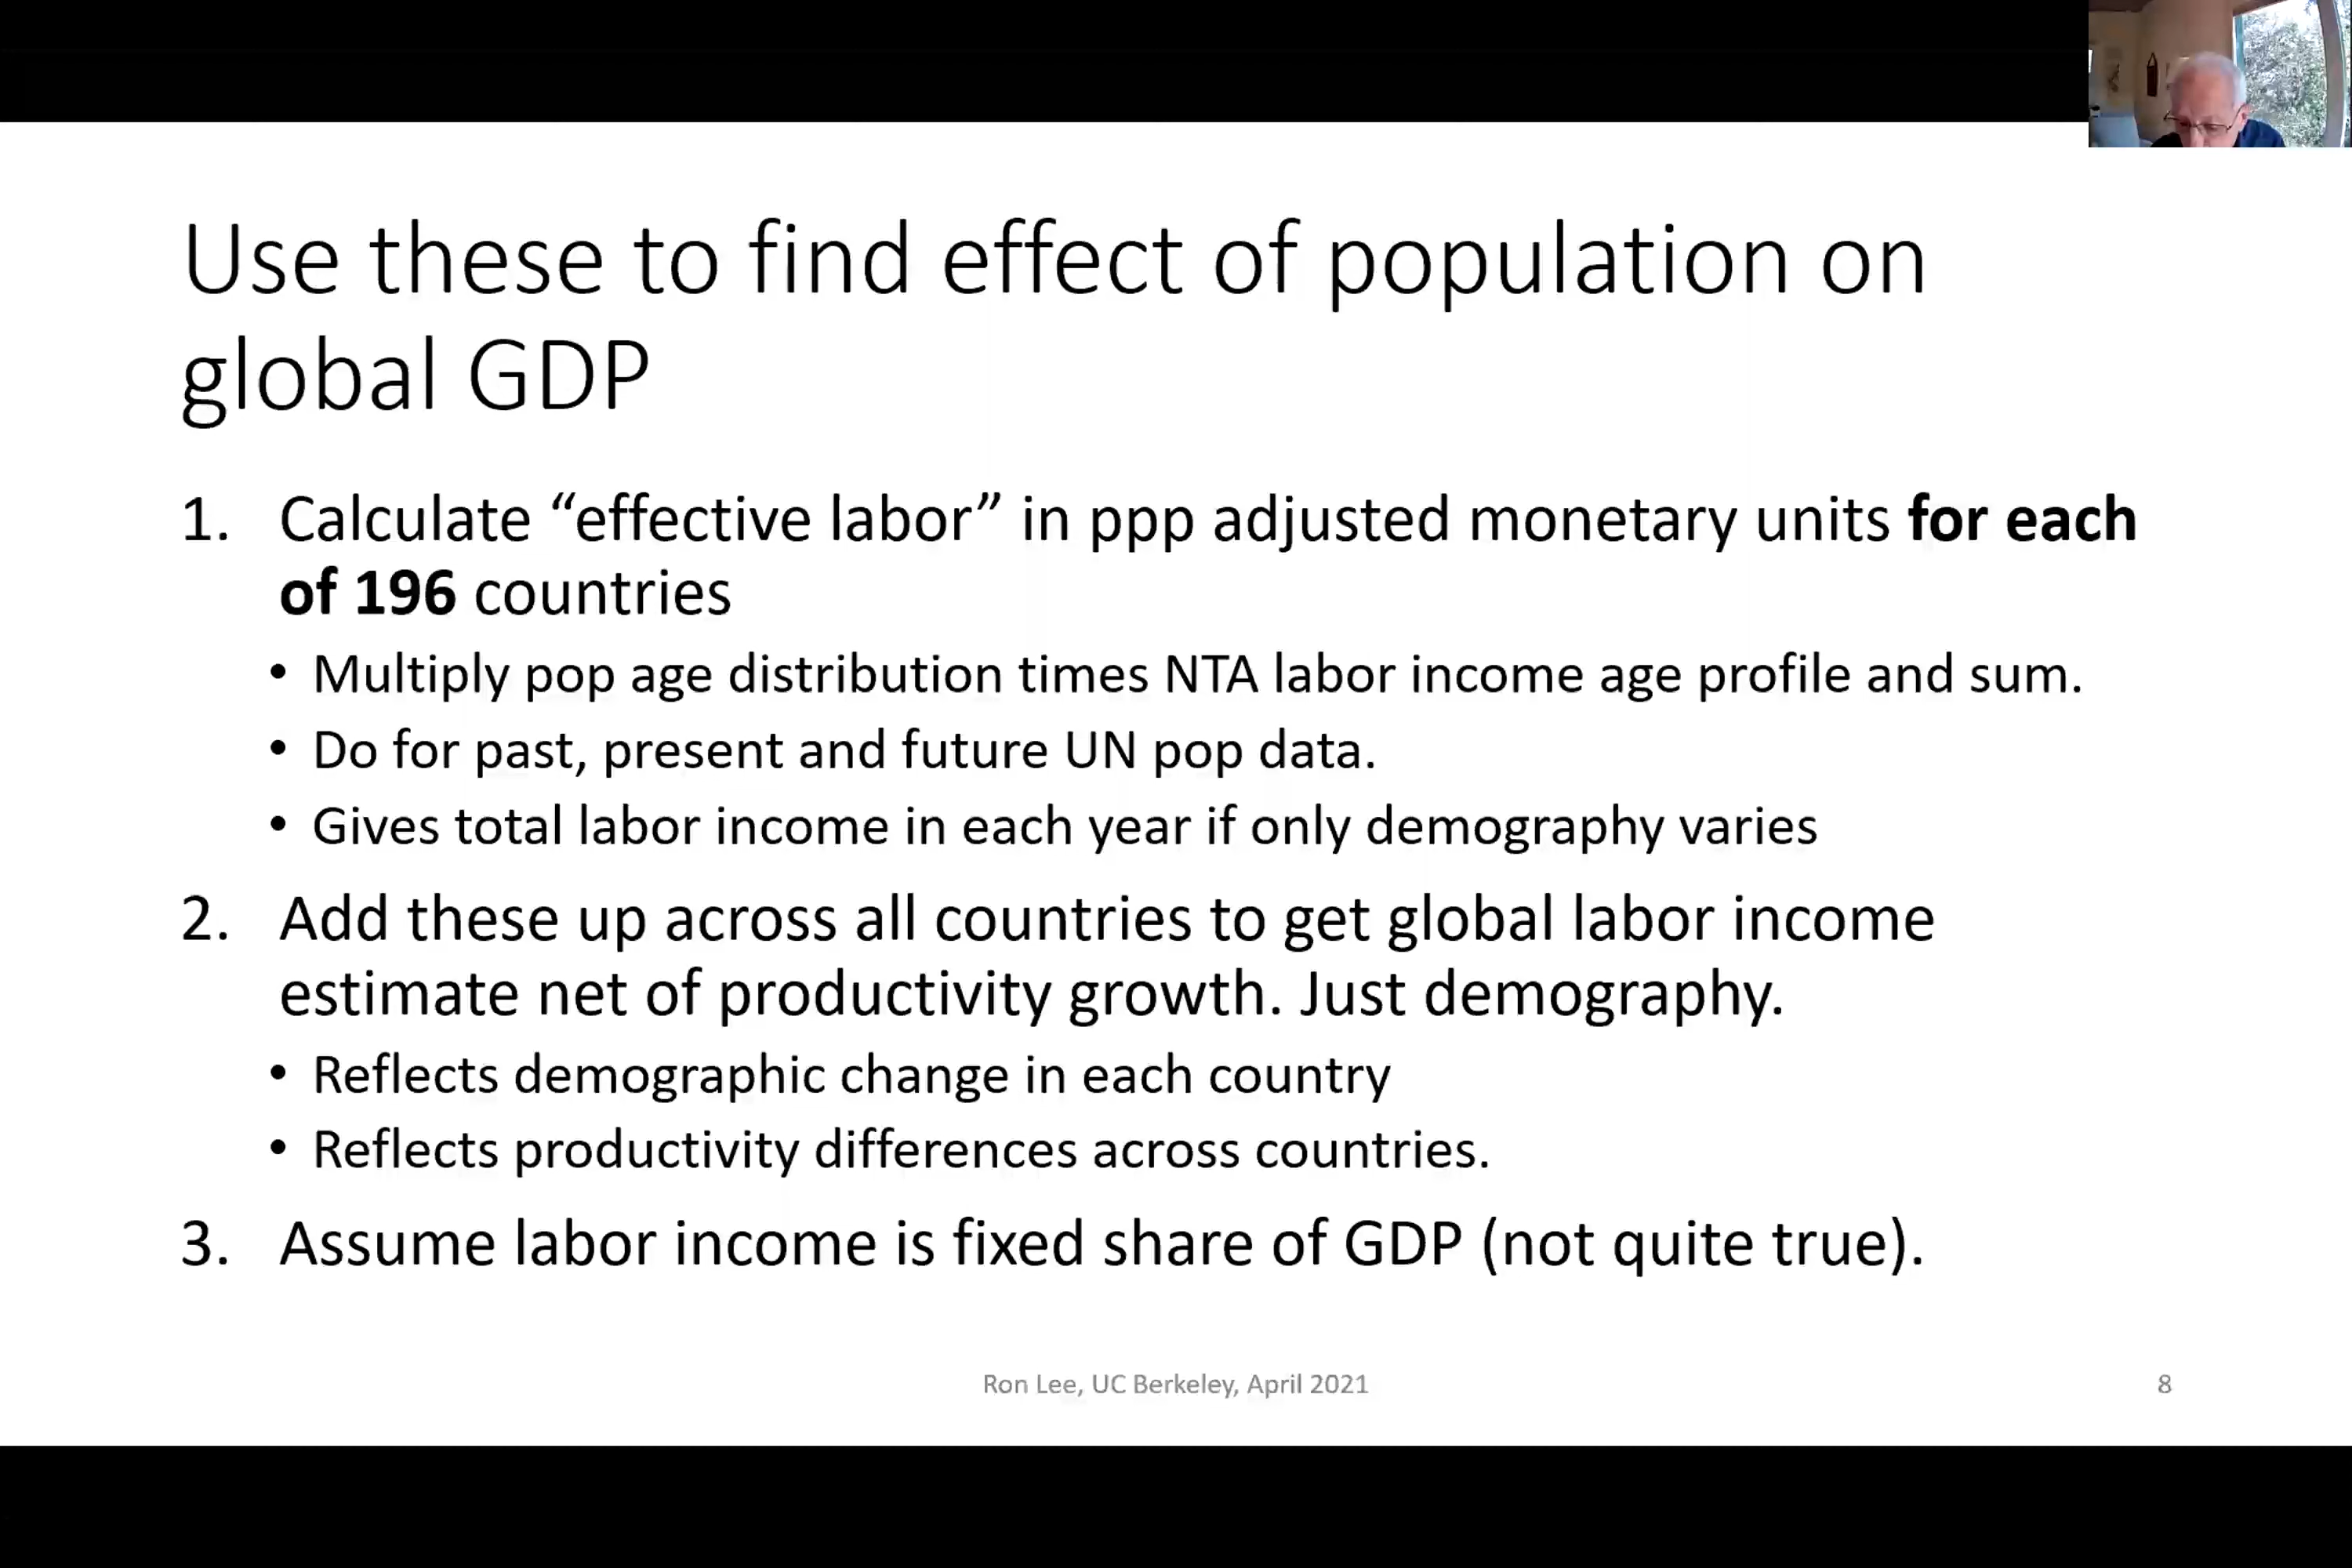 Use these to find effect of population on
global GDP
1. Calculate “effective labor” in ppp adjusted monetary units for each
of 196 countries
• Multiply pop age distribution times NTA labor income age profile and sum.
• Do for past, present and future UN pop data.
• Gives total labor income in each year if only demography varies
2. Add these up across all countries to get global labor income
estimate net of productivity growth. Just demography.
• Reflects demographic change in each country
• Reflects productivity differences across countries.
3. Assume labor income is fixed share of GDP (not quite true).
Ron Lee, UC Berkeley, April 2021
8